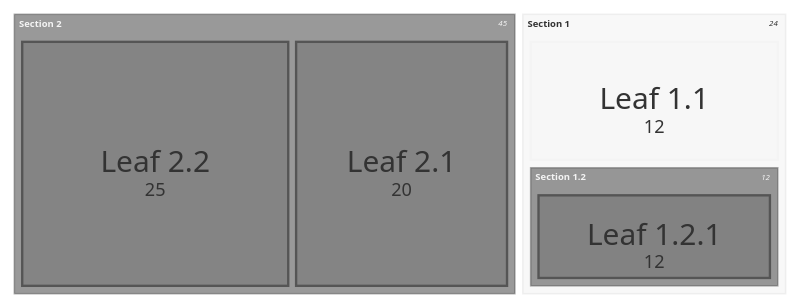 Section 2
45
Leaf 2.2
25
Leaf 2.1
20
Section 1
24
Leaf 1.1
12
Section 1.2
12
Leaf 1.2.1
12